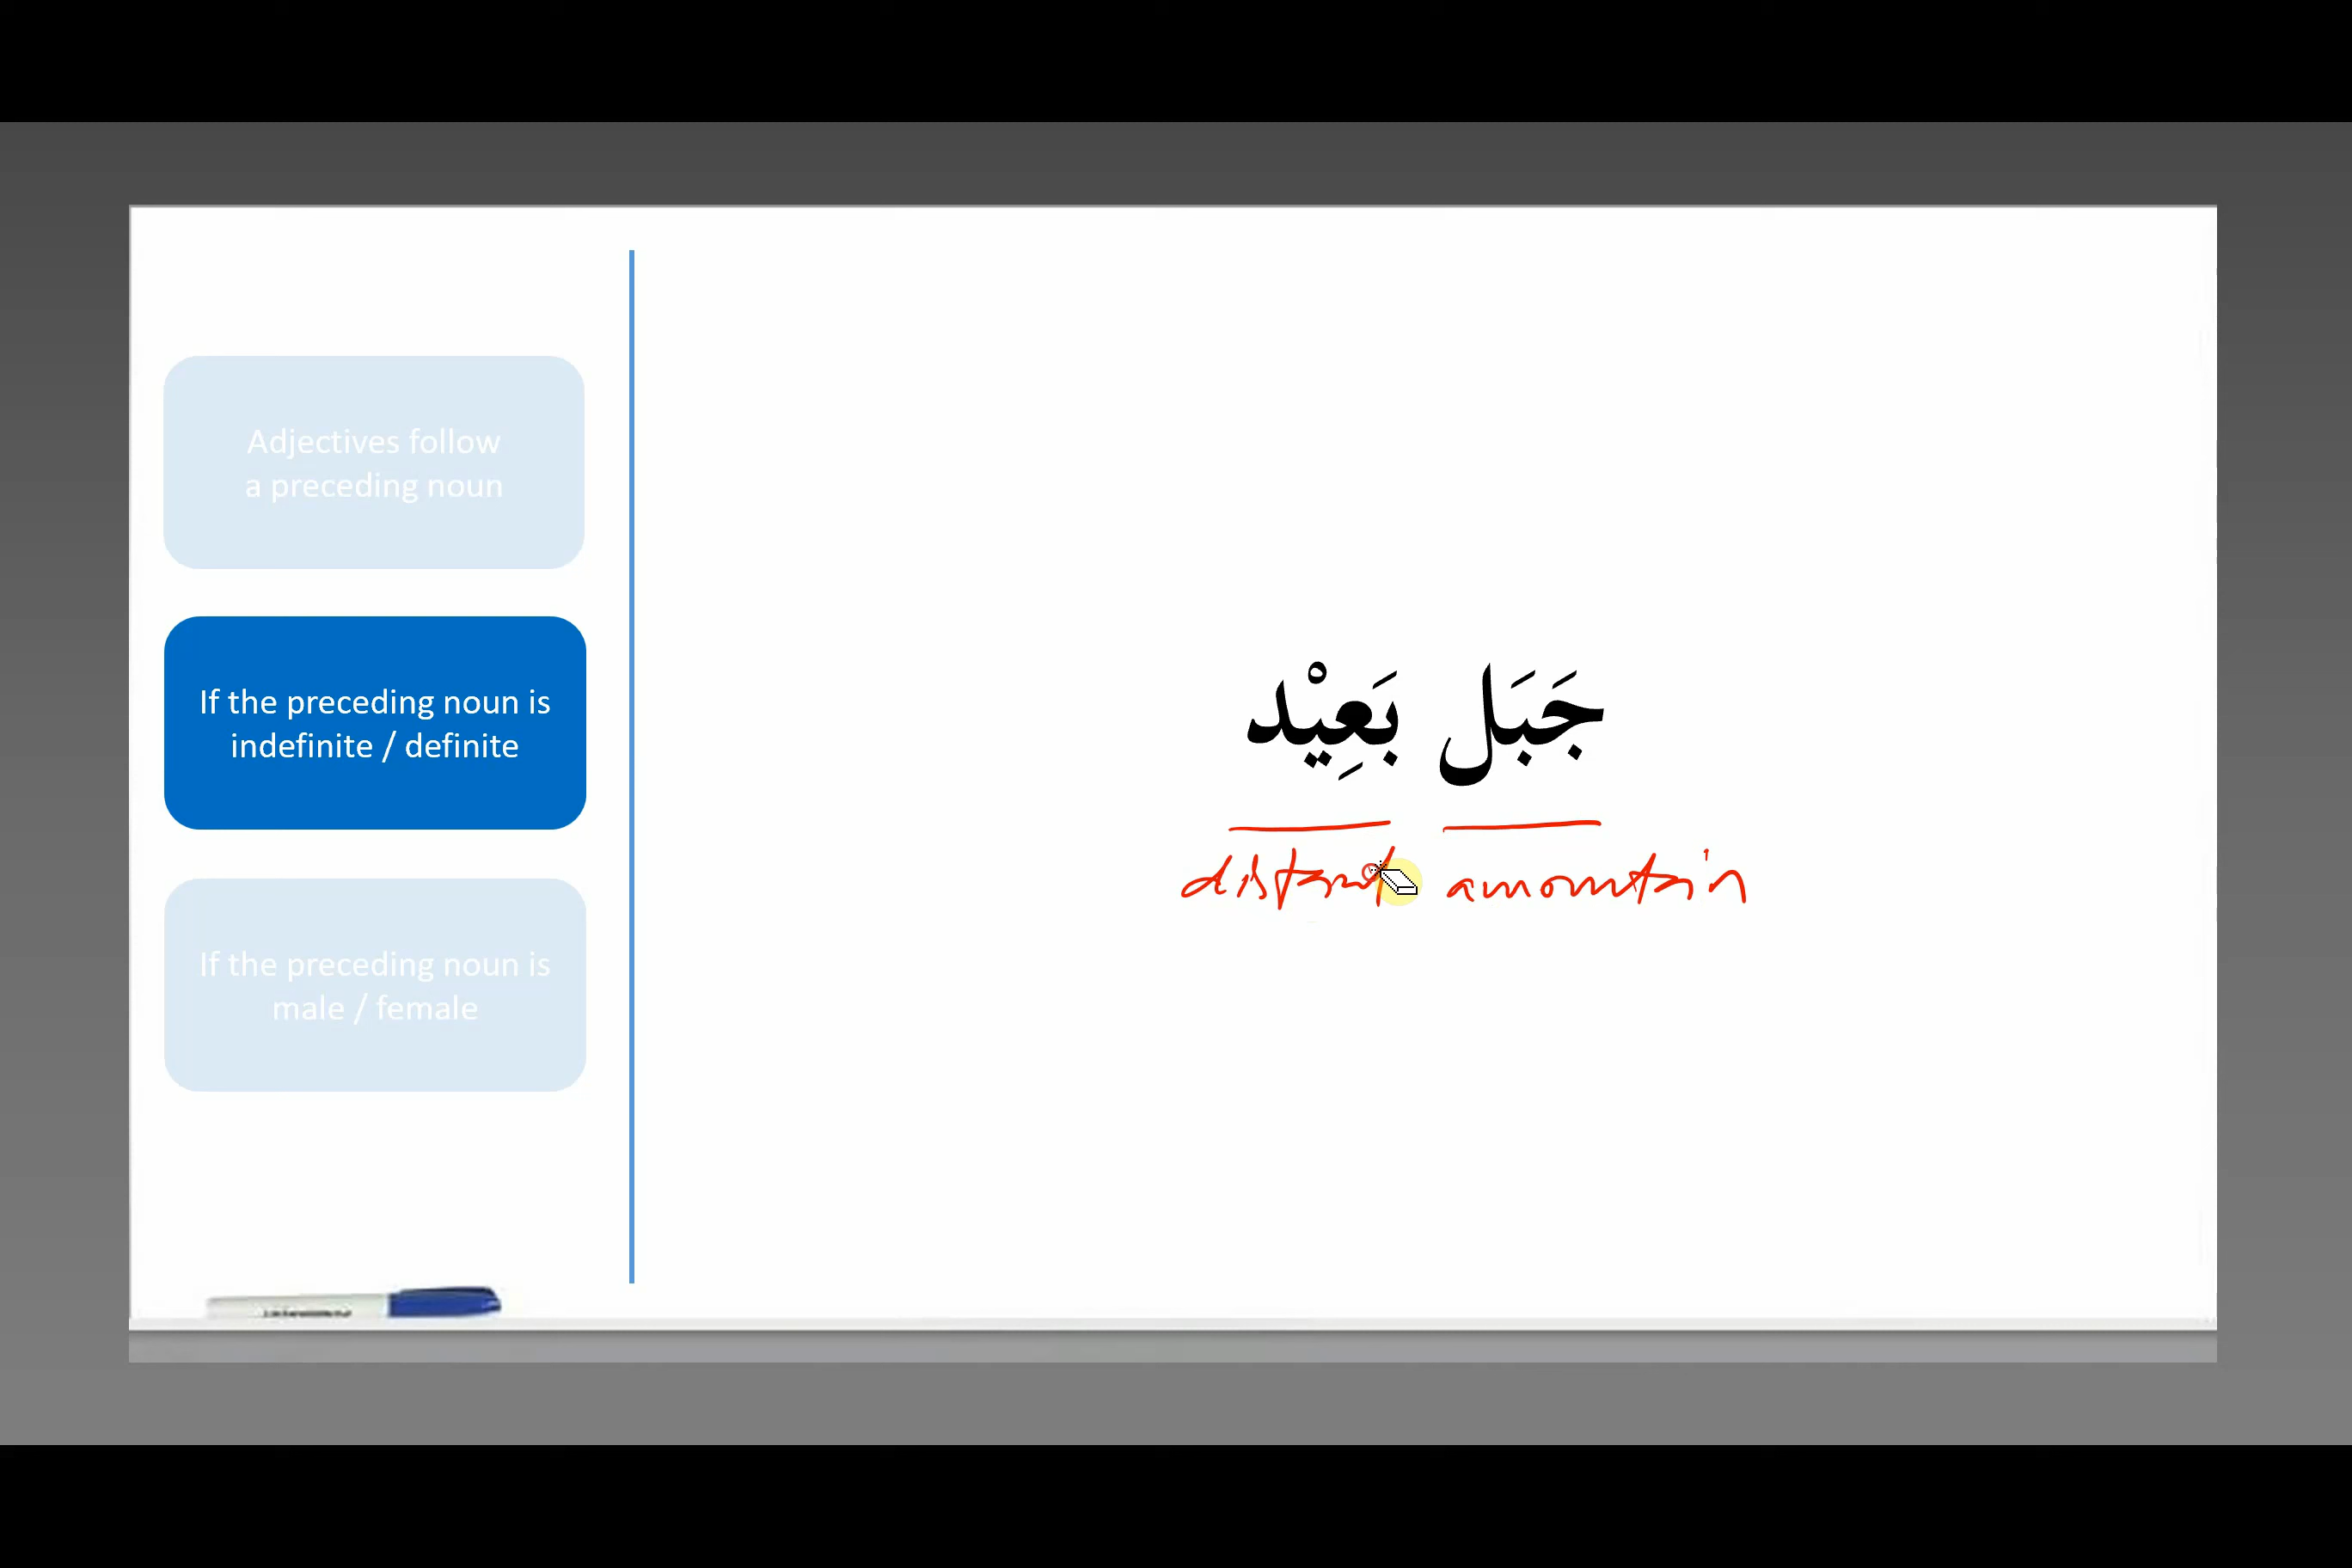 Adjectives follow
a preceding noun
If the preceding noun is
indefinite / definite
If the preceding noun is
male / female
جَبَل بَعِيْد
distant a mountain